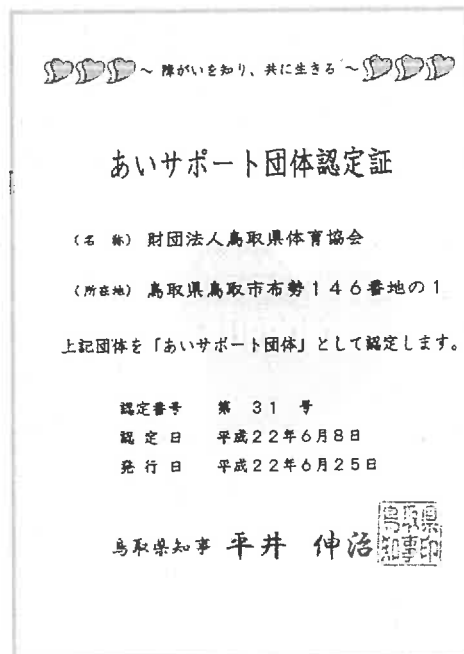 ～ 障がいを知り、共に生きる ～
あいサポート団体認定証
（名 称） 財団法人鳥取県体育協会
（所在地） 鳥取県鳥取市布勢１４６番地の１
上記団体を「あいサポート団体」として認定します。
認定番号 第 ３１ 号
認 定 日 平成２２年６月８日
発 行 日 平成２２年６月２５日
鳥取県知事 平井 伸治
鳥取県知事印